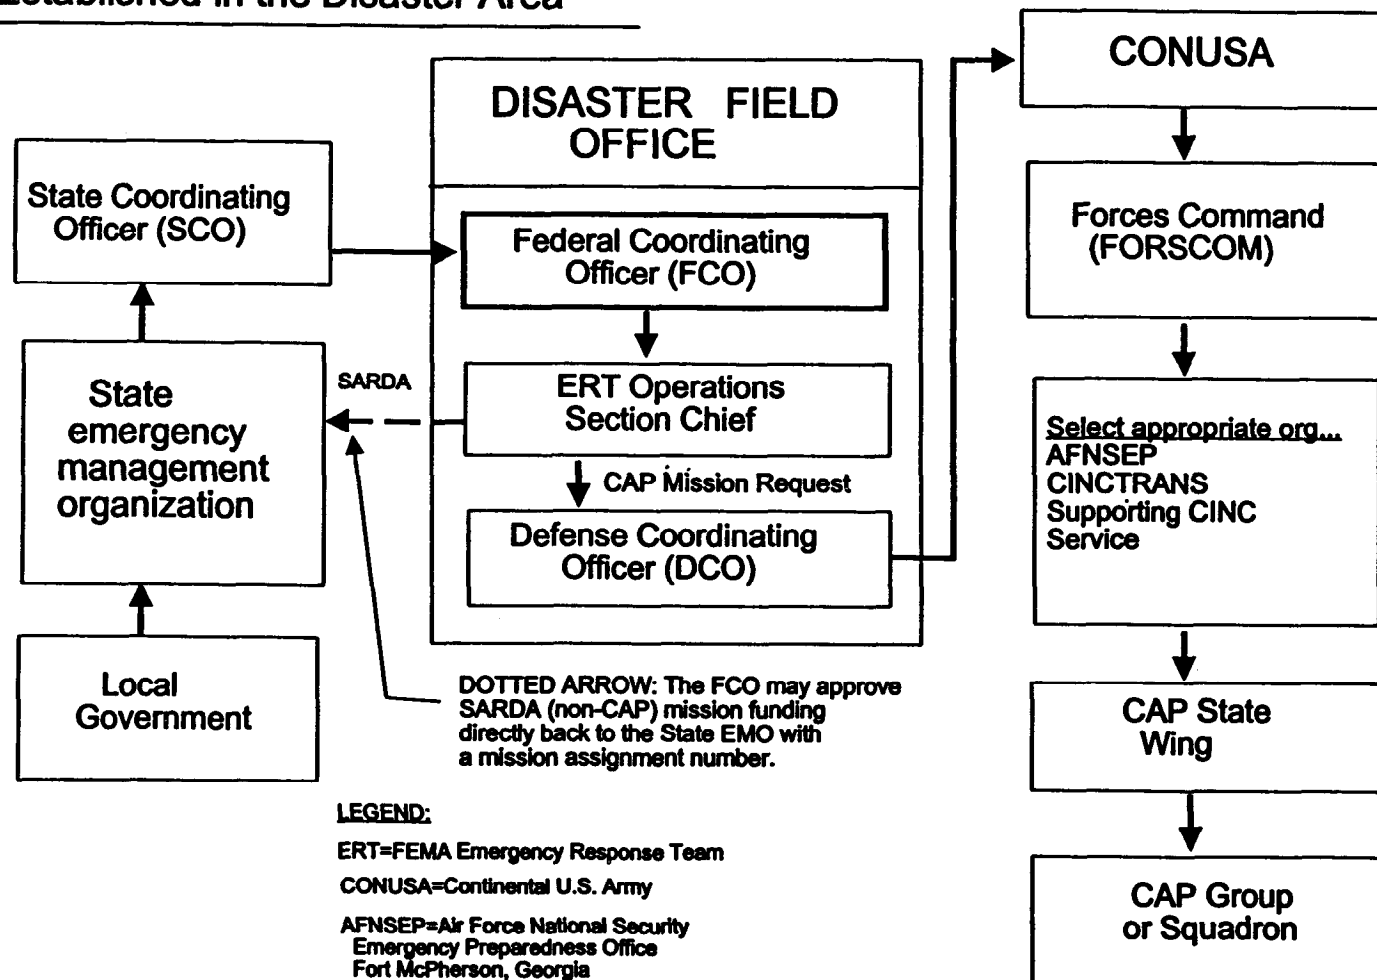 Established in the Disaster Area
CONUSA
DISASTER FIELD
OFFICE
State Coordinating
Officer (SCO)
Federal Coordinating
Officer (FCO)
Forces Command
(FORSCOM)
State
emergency
management
organization
SARDA
ERT Operations
Section Chief
CAP Mission Request
Defense Coordinating
Officer (DCO)
Select appropriate org...
AFNSEP
CINCTRANS
Supporting CINC
Service
Local
Government
DOTTED ARROW: The FCO may approve
SARDA (non-CAP) mission funding
directly back to the State EMO with
a mission assignment number.
CAP State
Wing
LEGEND:
ERT=FEMA Emergency Response Team
CONUSA=Continental U.S. Army
AFNSEP=Air Force National Security
Emergency Preparedness Office
Fort McPherson, Georgia
CAP Group
or Squadron